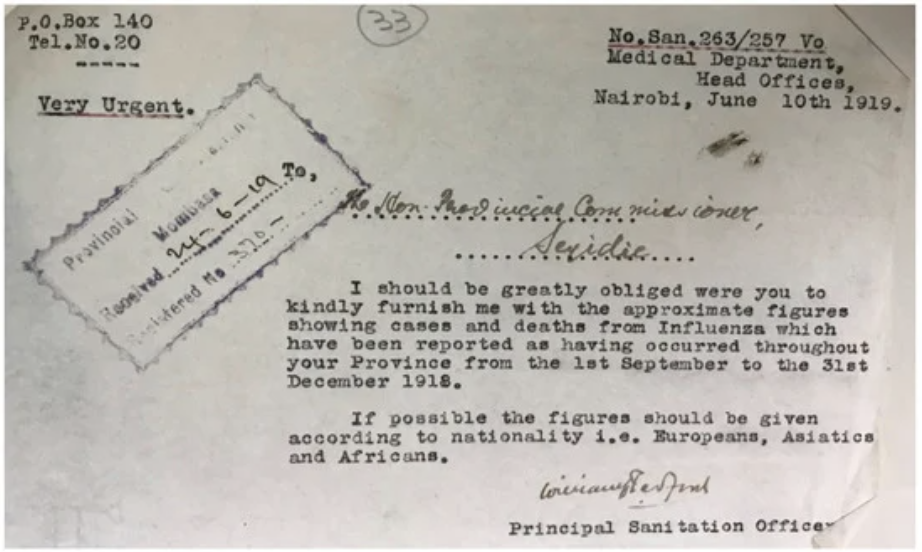 P.O.Box 140
Tel.No.20
33
No.San.263/257 Vo
Medical Department,
Head Offices,
Nairobi, June 10th 1919.
Very Urgent.
Provincial
Mombasa
Received 24-6-19
Registered No 370-
To,
The Hon. Provincial Commissioner,
Seyidie
I should be greatly obliged were you to
kindly furnish me with the approximate figures
showing cases and deaths from Influenza which
have been reported as having occurred throughout
your Province from the 1st September to the 31st
December 1918.
If possible the figures should be given
according to nationality i.e. Europeans, Asiatics
and Africans.
Principal Sanitation Officer